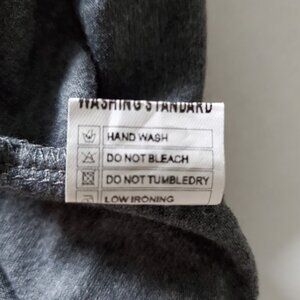 WASHING STANDARD
HAND WASH
DO NOT BLEACH
DO NOT TUMBLEDRY
LOW IRONING